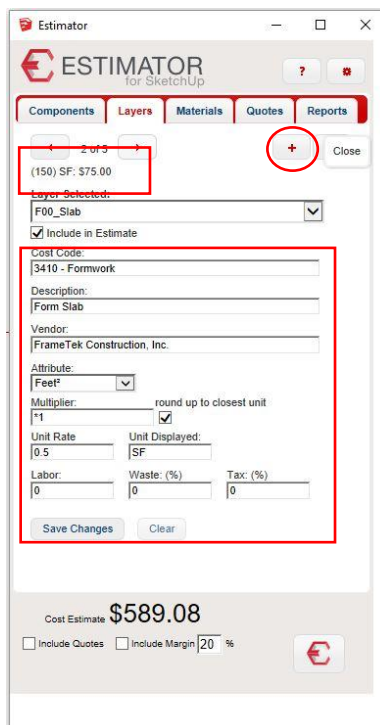 Estimator
ESTIMATOR
for SketchUp
?
Components Layers Materials Quotes Reports
2 of 5 +
Close
(150) SF: $75.00
Layer Selected:
F00_Slab
Include in Estimate
Cost Code:
3410 - Formwork
Description:
Form Slab
Vendor:
FrameTek Construction, Inc.
Attribute:
Feet²
Multiplier: round up to closest unit
*1
Unit Rate Unit Displayed:
0.5 SF
Labor: Waste: (%) Tax: (%)
0 0 0
Save Changes Clear
Cost Estimate $589.08
Include Quotes Include Margin 20 %